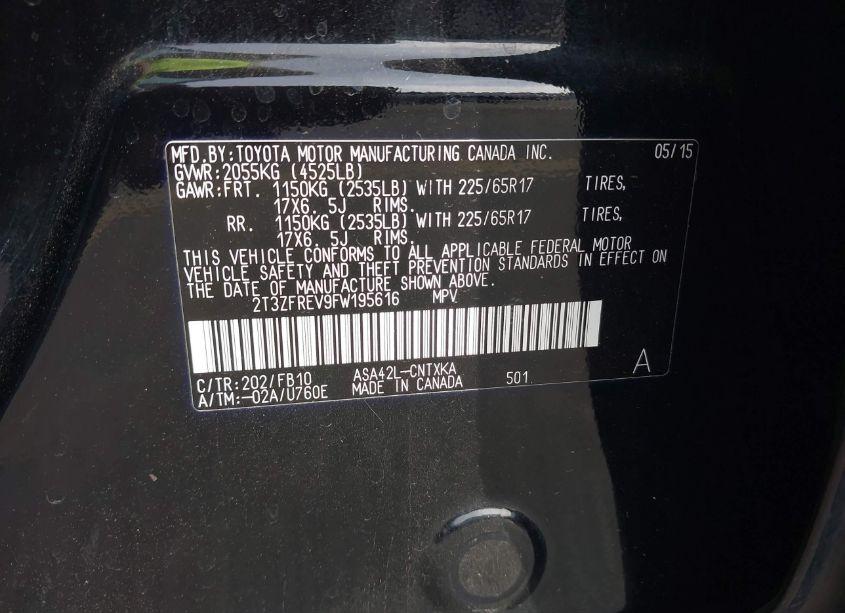 MFD.BY:TOYOTA MOTOR MANUFACTURING CANADA INC. 05/15
GVWR:2055KG (4525LB)
GAWR:FRT. 1150KG (2535LB) WITH 225/65R17 TIRES,
17X6.5J RIMS.
RR. 1150KG (2535LB) WITH 225/65R17 TIRES,
17X6.5J RIMS.
THIS VEHICLE CONFORMS TO ALL APPLICABLE FEDERAL MOTOR
VEHICLE SAFETY AND THEFT PREVENTION STANDARDS IN EFFECT ON
THE DATE OF MANUFACTURE SHOWN ABOVE.
2T3ZFREV9FW195616 MPV
C/TR:202/FB10 ASA42L-CNTXKA A
A/TM:-02A/U760E MADE IN CANADA 501